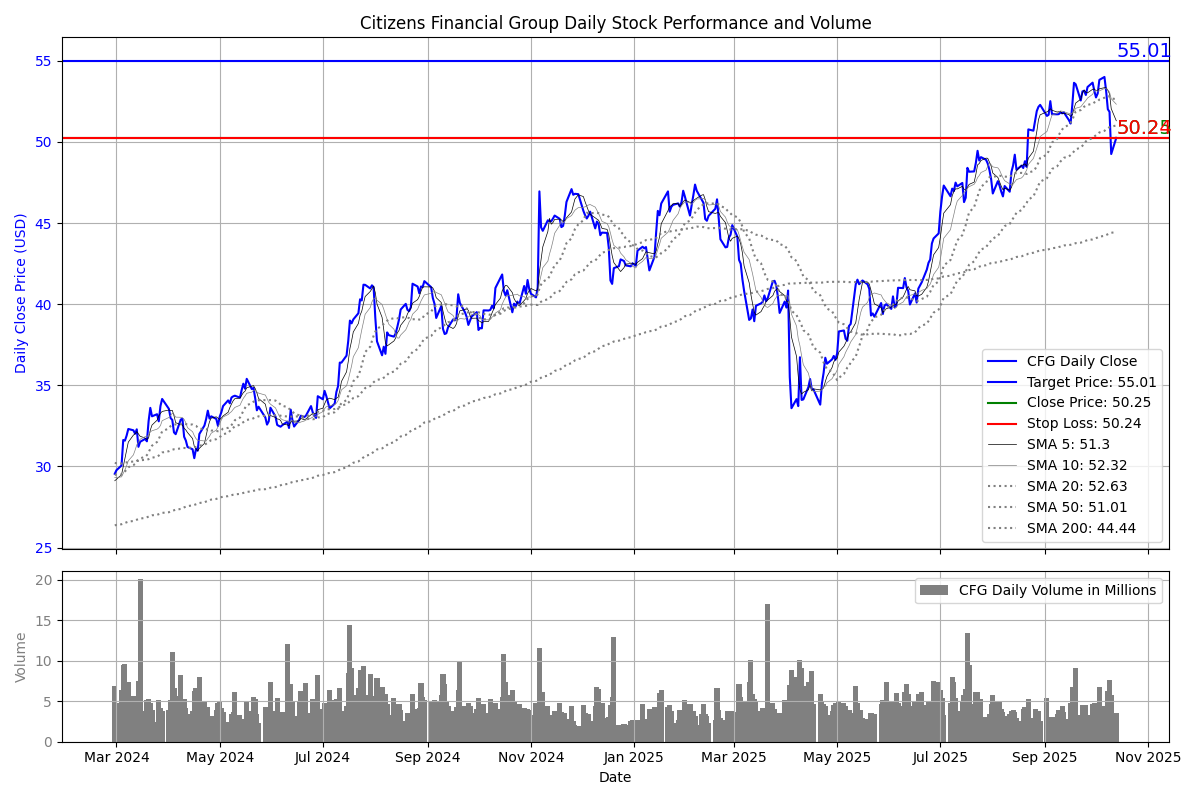 Citizens Financial Group Daily Stock Performance and Volume
55.01
55
50.24
50
45
40
35
30
25
Daily Close Price (USD)
CFG Daily Close
Target Price: 55.01
Close Price: 50.25
Stop Loss: 50.24
SMA 5: 51.3
SMA 10: 52.32
SMA 20: 52.63
SMA 50: 51.01
SMA 200: 44.44
20
15
10
5
0
Volume
CFG Daily Volume in Millions
Mar 2024 May 2024 Jul 2024 Sep 2024 Nov 2024 Jan 2025 Mar 2025 May 2025 Jul 2025 Sep 2025 Nov 2025
Date